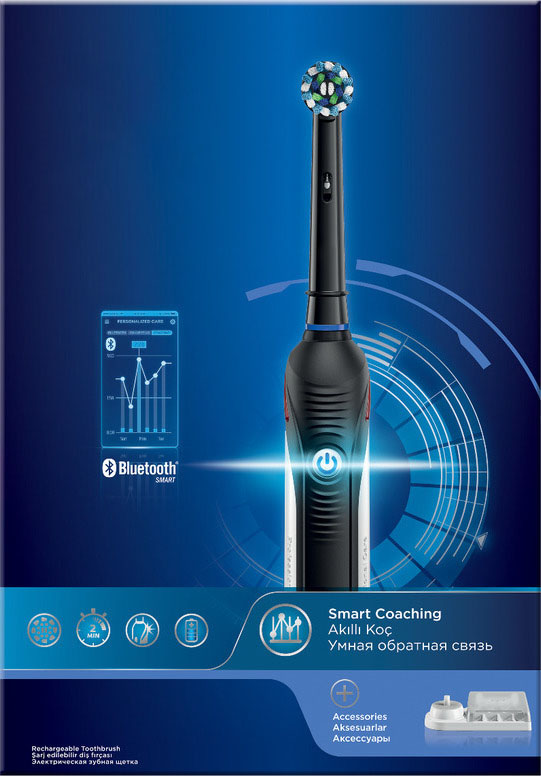 PERSONALIZED CARE
Bluetooth®
SMART
2
MIN
Smart Coaching
Akıllı Koç
Умная обратная связь
Accessories
Aksesuarlar
Аксессуары
Rechargeable Toothbrush
Şarj edilebilir diş fırçası
Электрическая зубная щетка